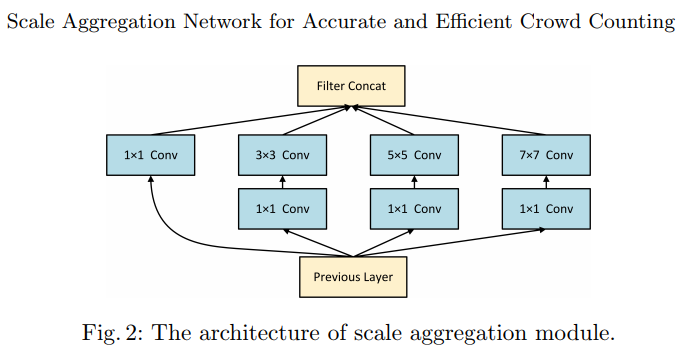 Scale Aggregation Network for Accurate and Efficient Crowd Counting
Filter Concat
1×1 Conv
3×3 Conv
5×5 Conv
7×7 Conv
1×1 Conv
1×1 Conv
1×1 Conv
Previous Layer
Fig. 2: The architecture of scale aggregation module.